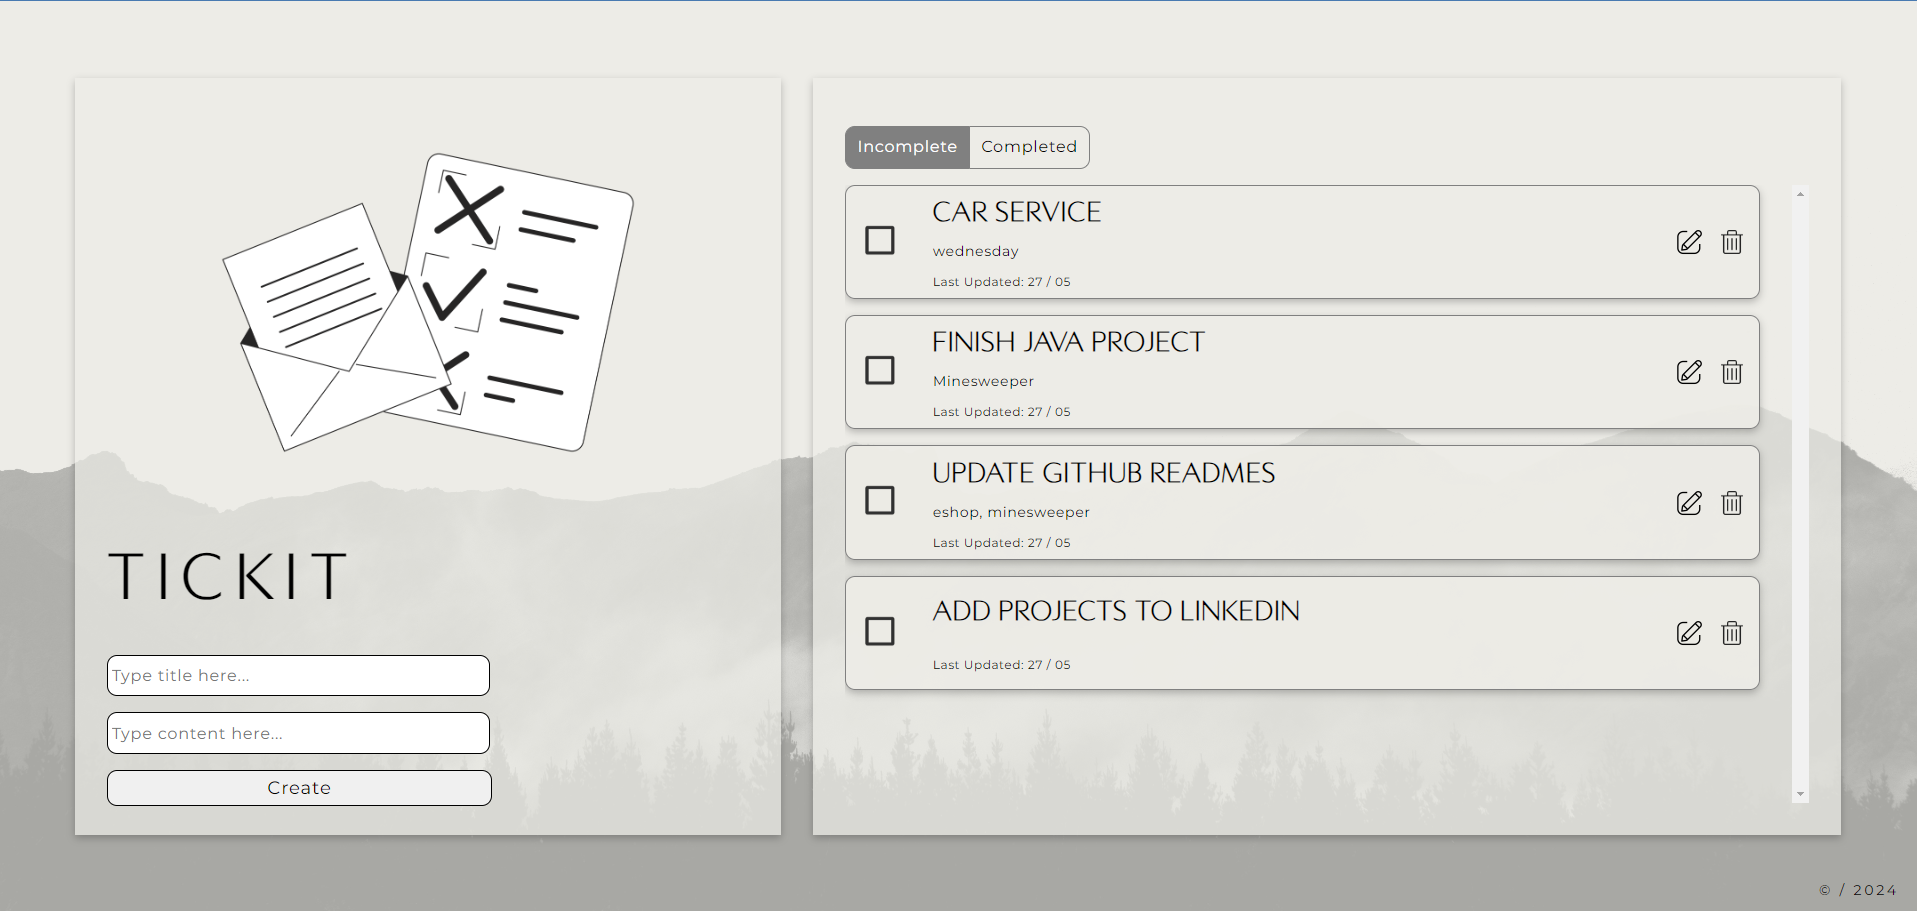 TICKIT
Type title here...
Type content here...
Create
Incomplete Completed
CAR SERVICE
wednesday
Last Updated: 27 / 05
FINISH JAVA PROJECT
Minesweeper
Last Updated: 27 / 05
UPDATE GITHUB READMES
eshop, minesweeper
Last Updated: 27 / 05
ADD PROJECTS TO LINKEDIN
Last Updated: 27 / 05
© / 2024